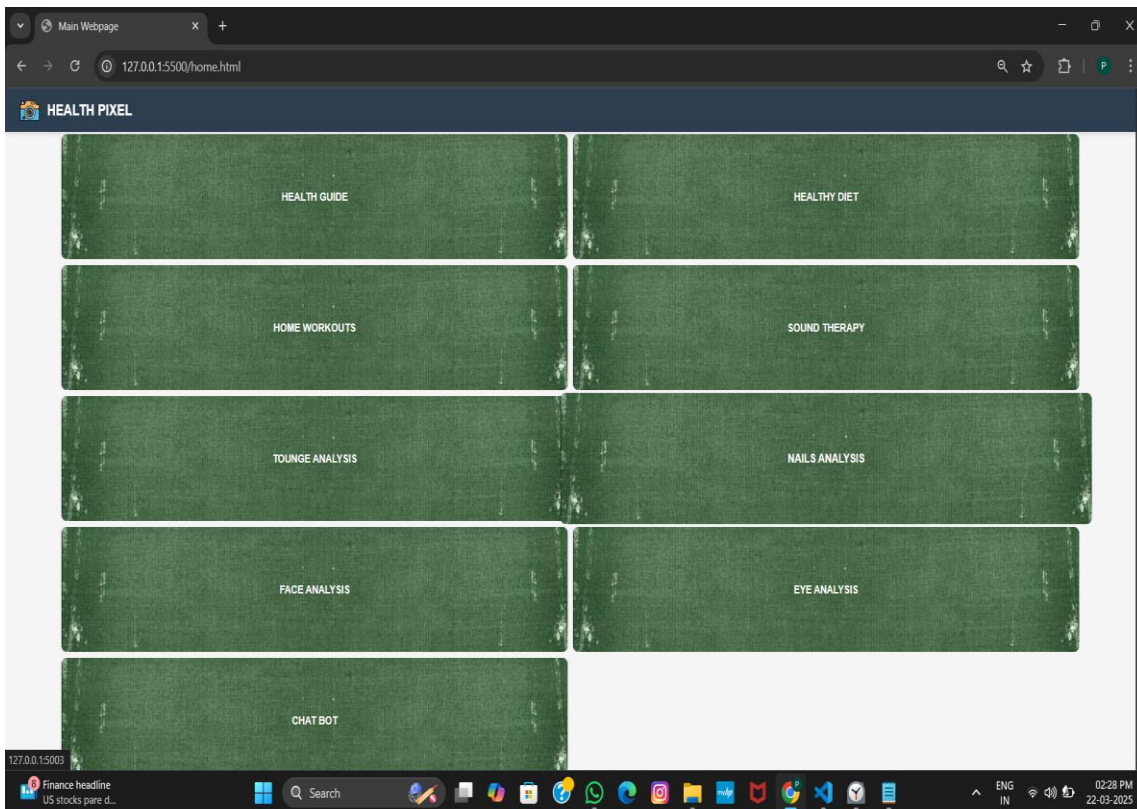 Main Webpage
127.0.0.1:5500/home.html
P
HEALTH PIXEL
HEALTH GUIDE
HEALTHY DIET
HOME WORKOUTS
SOUND THERAPY
TOUNGE ANALYSIS
NAILS ANALYSIS
FACE ANALYSIS
EYE ANALYSIS
CHAT BOT
127.0.0.1:5003
8
Finance headline
US stocks pare d...
Search
ENG
IN
02:28 PM
22-03-2025